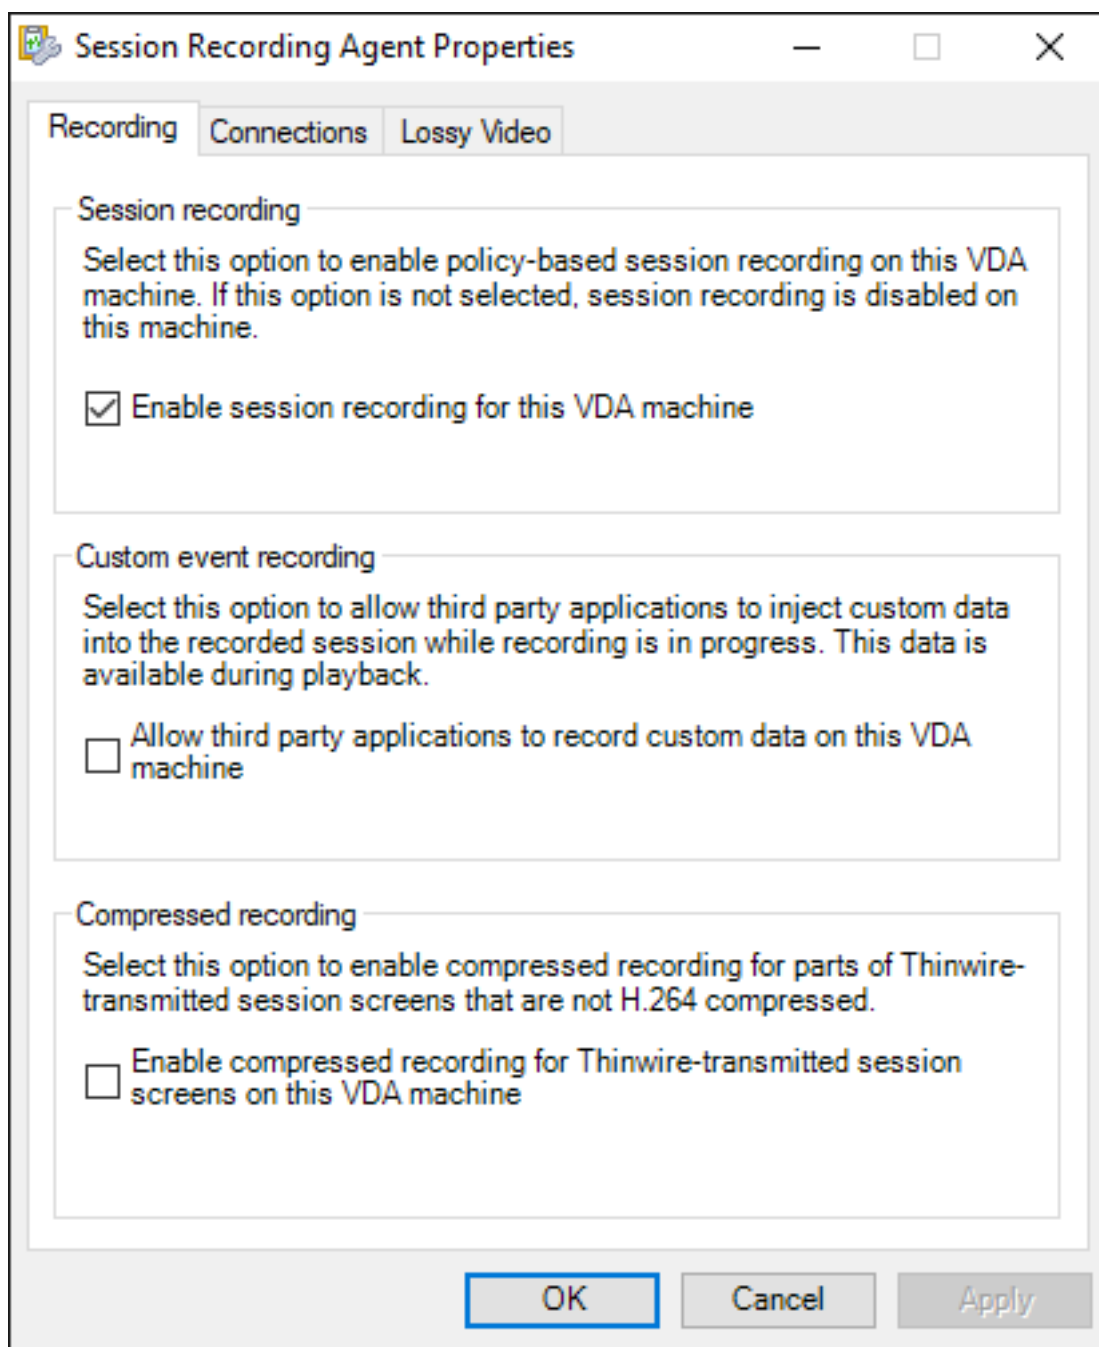 Session Recording Agent Properties
Recording
Connections
Lossy Video
Session recording
Select this option to enable policy-based session recording on this VDA
machine. If this option is not selected, session recording is disabled on
this machine.
Enable session recording for this VDA machine
Custom event recording
Select this option to allow third party applications to inject custom data
into the recorded session while recording is in progress. This data is
available during playback.
Allow third party applications to record custom data on this VDA
machine
Compressed recording
Select this option to enable compressed recording for parts of Thinwire-
transmitted session screens that are not H.264 compressed.
Enable compressed recording for Thinwire-transmitted session
screens on this VDA machine
OK
Cancel
Apply